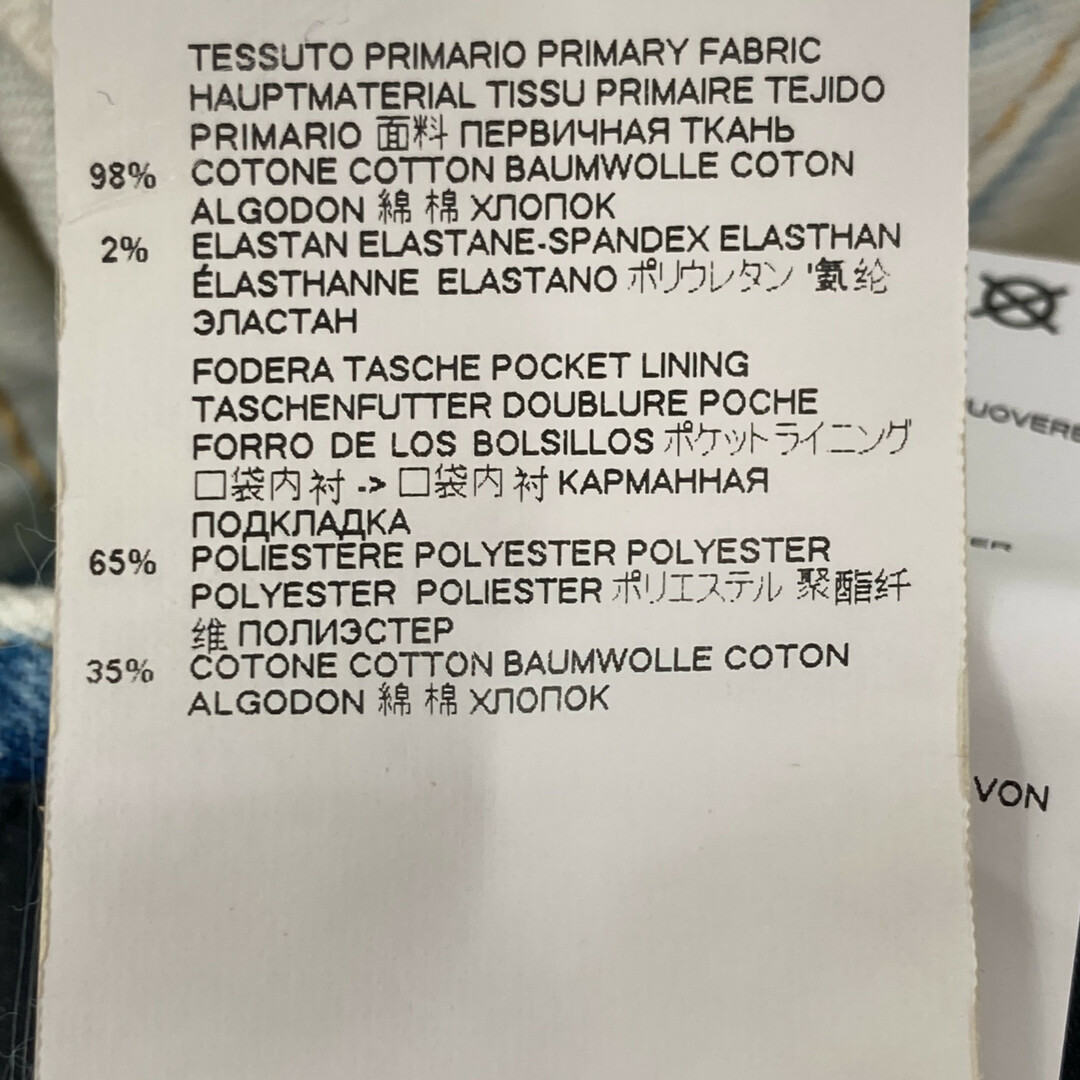 TESSUTO PRIMARIO PRIMARY FABRIC
HAUPTMATERIAL TISSU PRIMAIRE TEJIDO
PRIMARIO 面料 ПЕРВИЧНАЯ ТКАНЬ
98% COTONE COTTON BAUMWOLLE COTON
ALGODON 綿 棉 ХЛОПОК
2% ELASTAN ELASTANE-SPANDEX ELASTHAN
ÉLASTHANNE ELASTANO ポリウレタン '氨纶
ЭЛАСТАН
FODERA TASCHE POCKET LINING
TASCHENFUTTER DOUBLURE POCHE
FORRO DE LOS BOLSILLOS ポケットライニング
口袋内衬 -> 口袋内衬 КАРМАННАЯ
ПОДКЛАДКА
65% POLIESTERE POLYESTER POLYESTER
POLYESTER POLIESTER ポリエステル 聚酯纤
维 ПОЛИЭСТЕР
35% COTONE COTTON BAUMWOLLE COTON
ALGODON 綿 棉 ХЛОПОК
VON